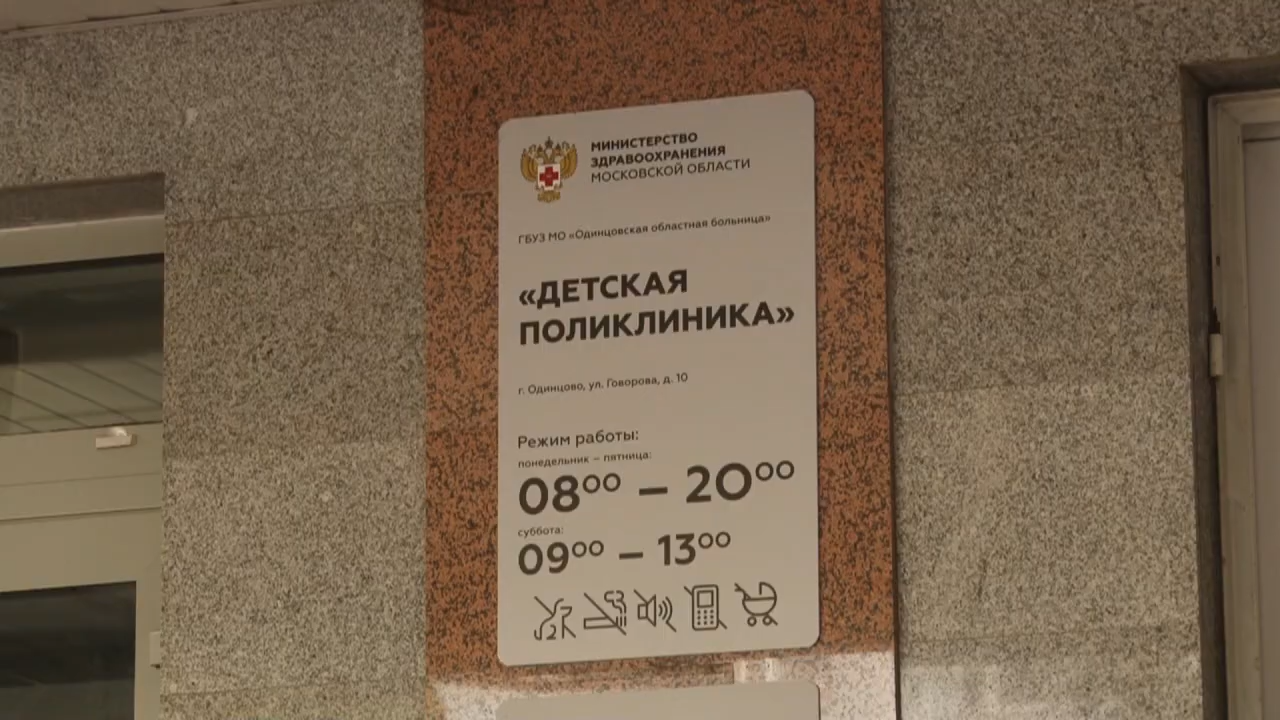 МИНИСТЕРСТВО
ЗДРАВООХРАНЕНИЯ
МОСКОВСКОЙ ОБЛАСТИ
ГБУЗ МО «Одинцовская областная больница»
«ДЕТСКАЯ
ПОЛИКЛИНИКА»
г. Одинцово, ул. Говорова, д. 10
Режим работы:
понедельник – пятница:
08⁰⁰ – 20⁰⁰
суббота:
09⁰⁰ – 13⁰⁰